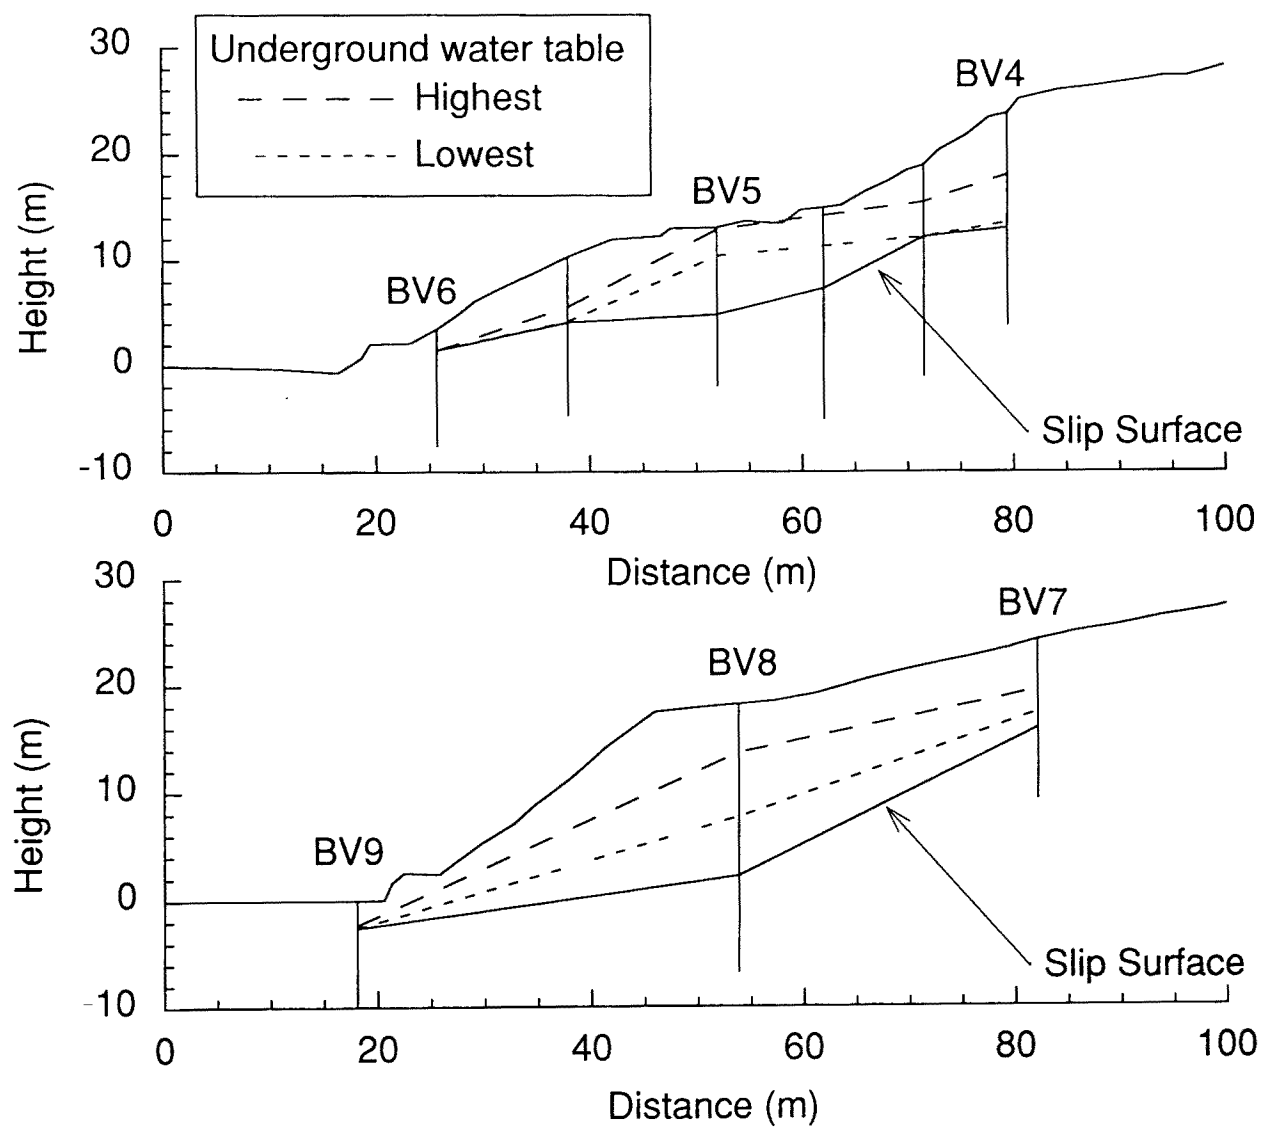 30
Underground water table
Highest
Lowest
BV4
20
BV5
10
BV6
0
Slip Surface
-10
Height (m)
0 20 40 60 80 100
Distance (m)
30
BV7
BV8
20
10
BV9
0
Slip Surface
-10
Height (m)
0 20 40 60 80 100
Distance (m)